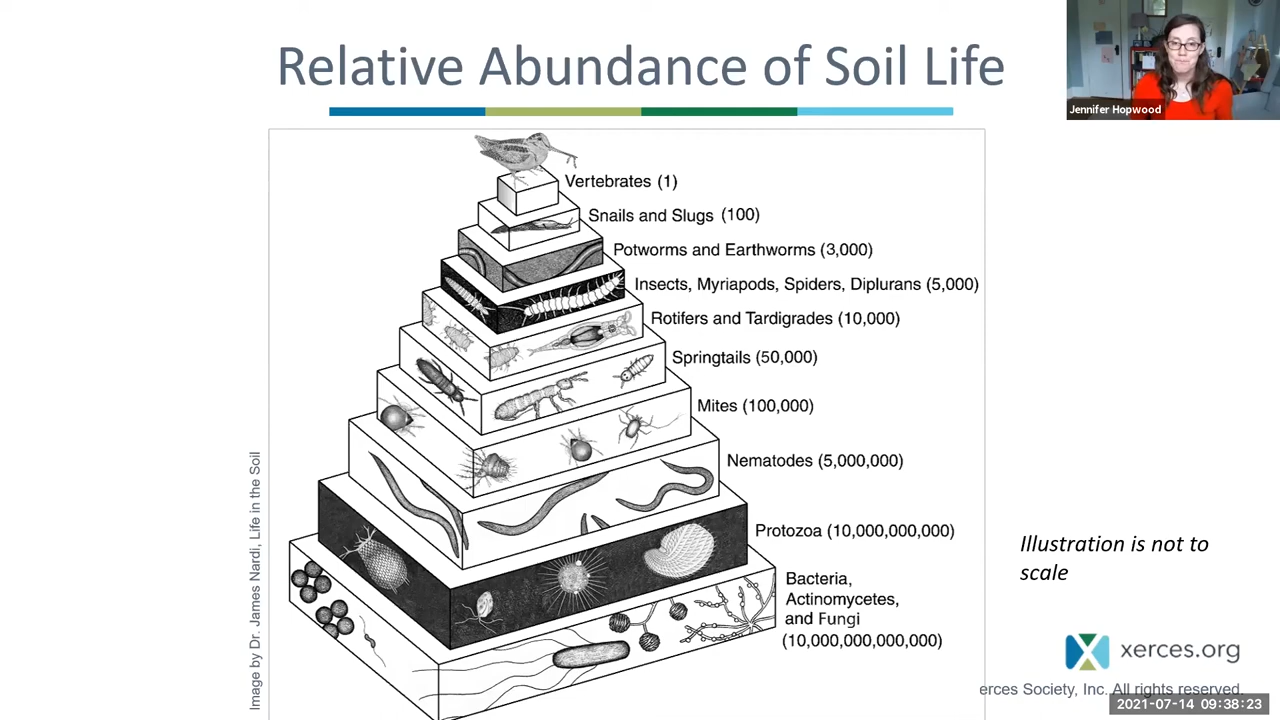 Relative Abundance of Soil Life
Jennifer Hopwood
Vertebrates (1)
Snails and Slugs (100)
Potworms and Earthworms (3,000)
Insects, Myriapods, Spiders, Diplurans (5,000)
Rotifers and Tardigrades (10,000)
Springtails (50,000)
Mites (100,000)
Nematodes (5,000,000)
Protozoa (10,000,000,000)
Bacteria,
Actinomycetes,
and Fungi
(10,000,000,000,000)
Image by Dr. James Nardi, Life in the Soil
Illustration is not to
scale
xerces.org
erces Society, Inc. All rights reserved.
2021-07-14 09:38:23